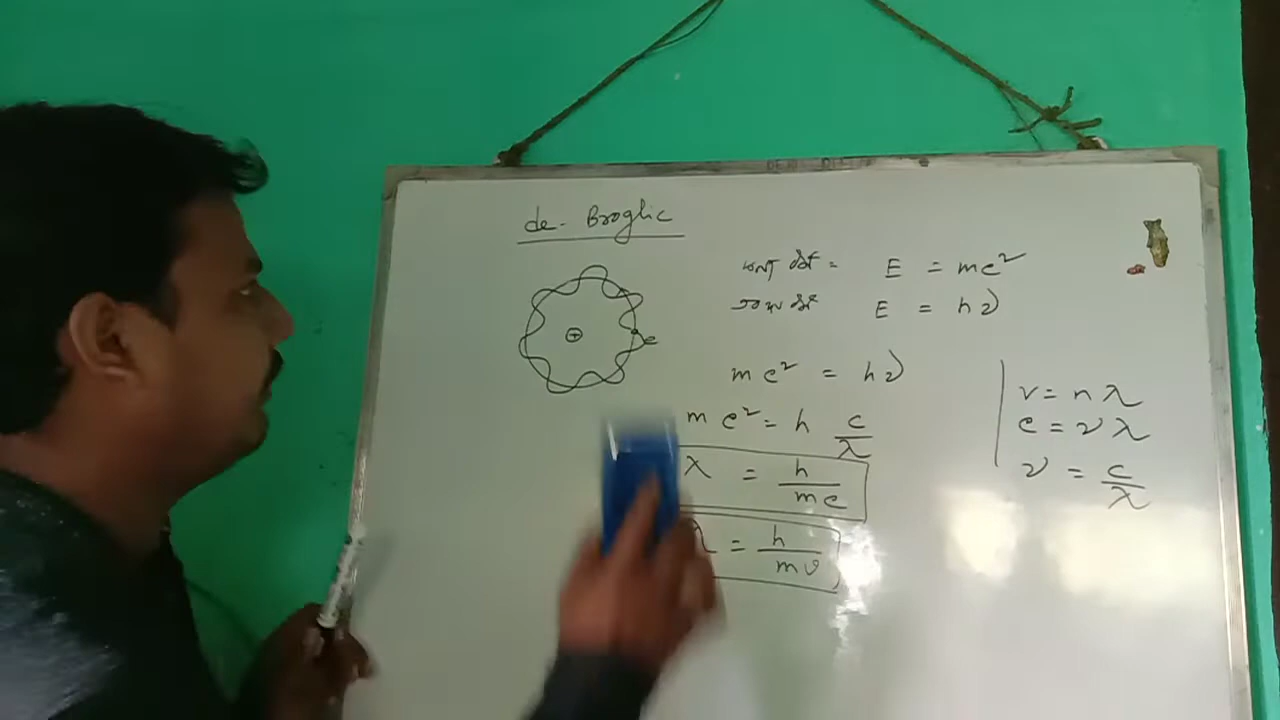 de- Broglie
⊕
e
E = mc²
E = hν
mc² = hν
mc² = h c/λ
λ = h/mc
λ = h/mv
v = nλ
c = νλ
ν = c/λ